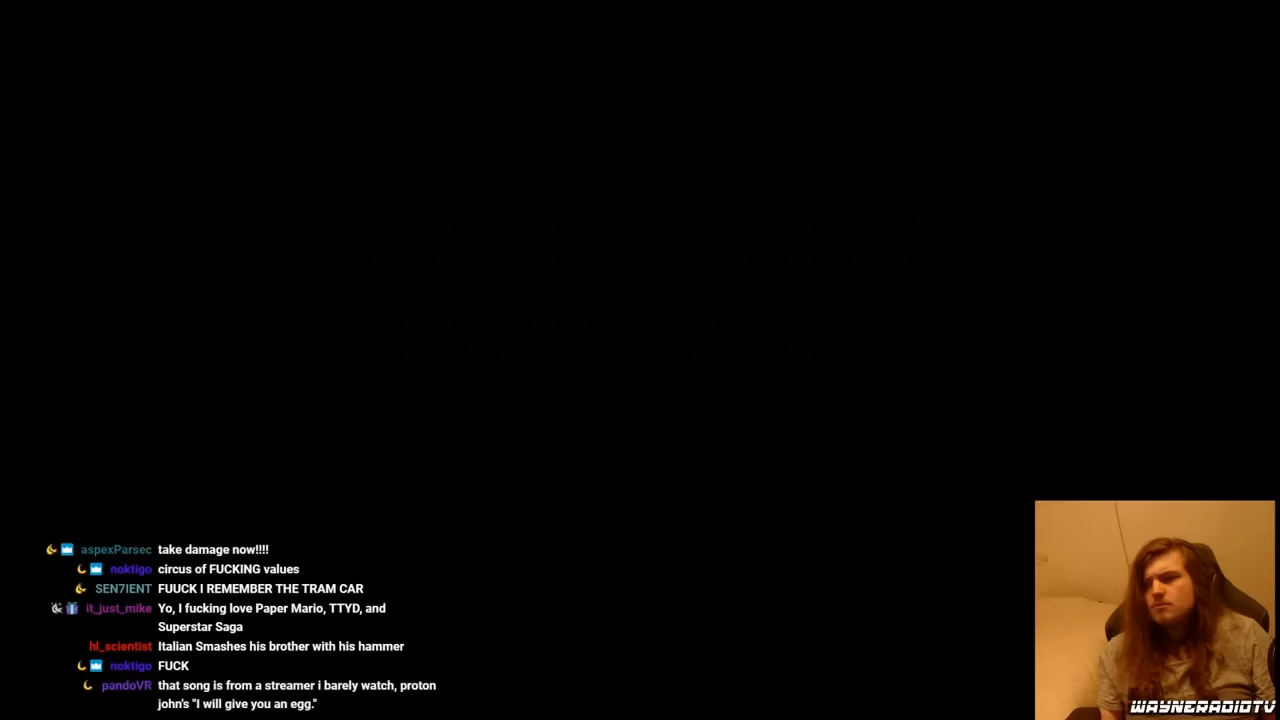 aspexParsec take damage now!!!!
noktigo circus of FUCKING values
SEN7IENT FUUCK I REMEMBER THE TRAM CAR
it_just_mike Yo, I fucking love Paper Mario, TTYD, and
Superstar Saga
hl_scientist Italian Smashes his brother with his hammer
noktigo FUCK
pandoVR that song is from a streamer i barely watch, proton
john's "I will give you an egg."
WAYNERADIOTV